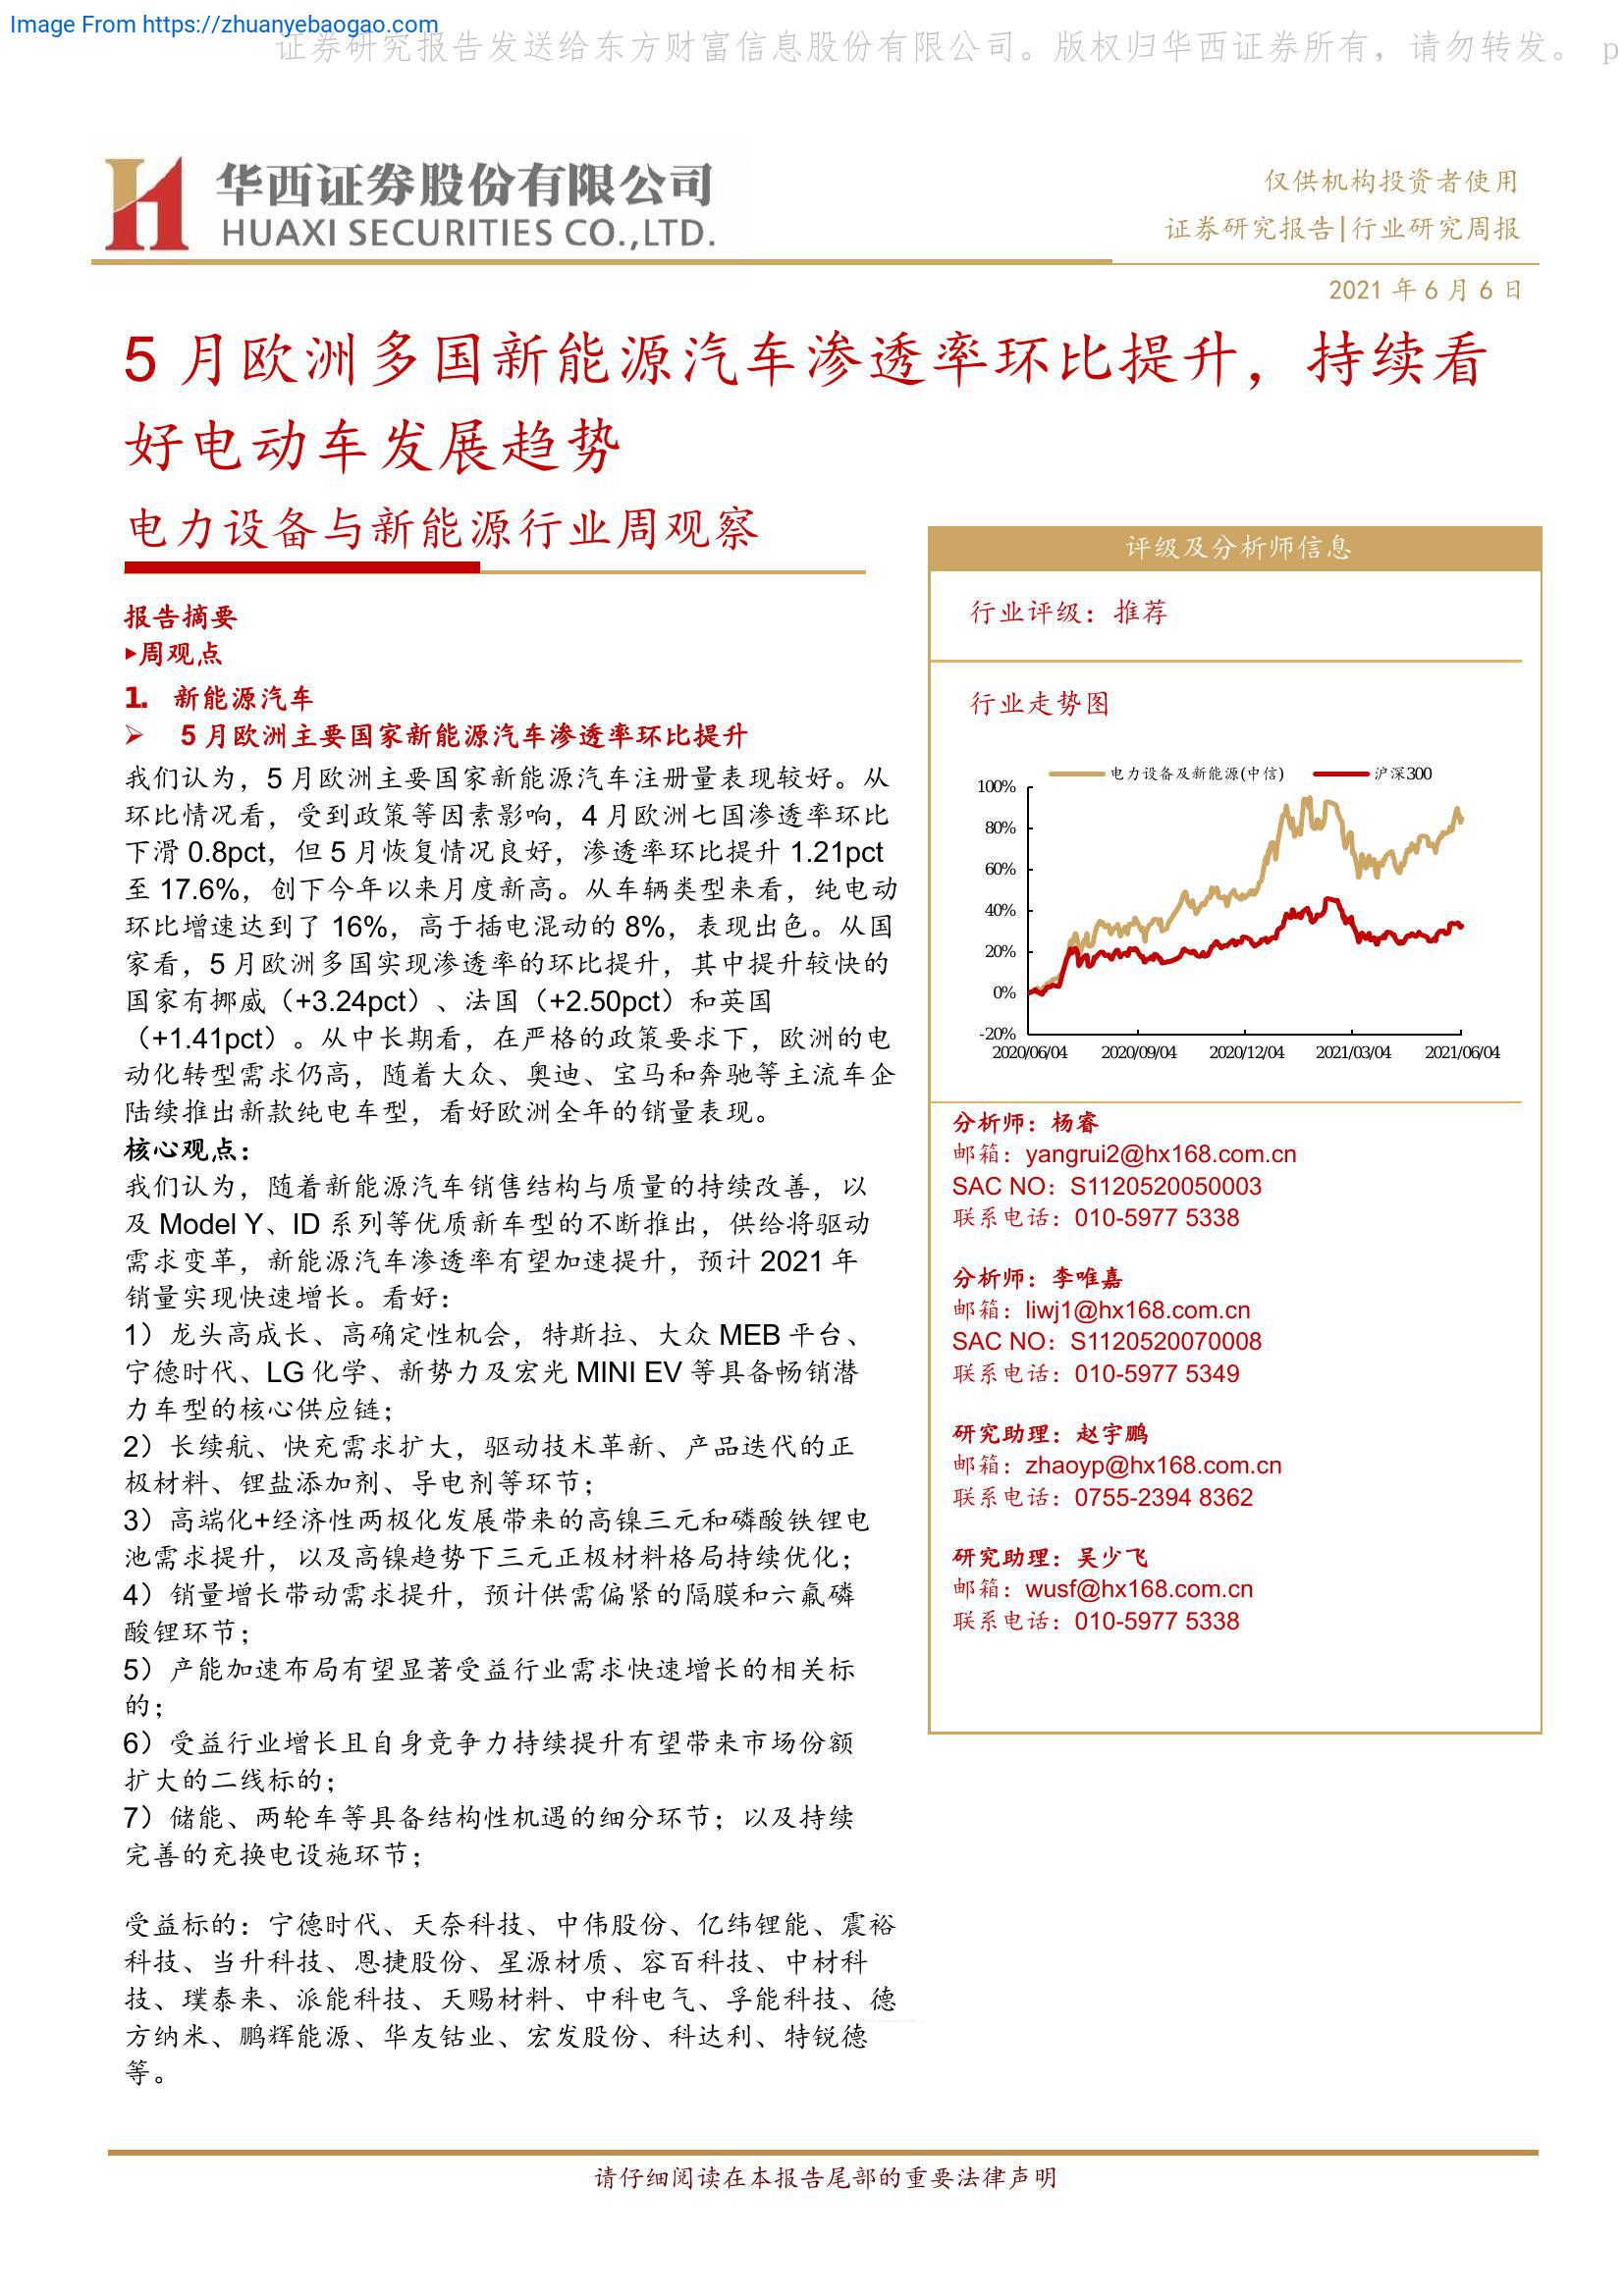 Image From https://zhuanyebaogao.com
证券研究报告发送给东方财富信息股份有限公司。版权归华西证券所有，请勿转发。 p
华西证券股份有限公司
HUAXI SECURITIES CO.,LTD.
仅供机构投资者使用
证券研究报告|行业研究周报
2021 年 6 月 6 日
5 月欧洲多国新能源汽车渗透率环比提升，持续看
好电动车发展趋势
电力设备与新能源行业周观察
报告摘要
▸周观点
1. 新能源汽车
➢ 5 月欧洲主要国家新能源汽车渗透率环比提升
我们认为，5 月欧洲主要国家新能源汽车注册量表现较好。从
环比情况看，受到政策等因素影响，4 月欧洲七国渗透率环比
下滑 0.8pct，但 5 月恢复情况良好，渗透率环比提升 1.21pct
至 17.6%，创下今年以来月度新高。从车辆类型来看，纯电动
环比增速达到了 16%，高于插电混动的 8%，表现出色。从国
家看，5 月欧洲多国实现渗透率的环比提升，其中提升较快的
国家有挪威（+3.24pct）、法国（+2.50pct）和英国
（+1.41pct）。从中长期看，在严格的政策要求下，欧洲的电
动化转型需求仍高，随着大众、奥迪、宝马和奔驰等主流车企
陆续推出新款纯电车型，看好欧洲全年的销量表现。
核心观点：
我们认为，随着新能源汽车销售结构与质量的持续改善，以
及 Model Y、ID 系列等优质新车型的不断推出，供给将驱动
需求变革，新能源汽车渗透率有望加速提升，预计 2021 年
销量实现快速增长。看好：
1）龙头高成长、高确定性机会，特斯拉、大众 MEB 平台、
宁德时代、LG 化学、新势力及宏光 MINI EV 等具备畅销潜
力车型的核心供应链；
2）长续航、快充需求扩大，驱动技术革新、产品迭代的正
极材料、锂盐添加剂、导电剂等环节；
3）高端化+经济性两极化发展带来的高镍三元和磷酸铁锂电
池需求提升，以及高镍趋势下三元正极材料格局持续优化；
4）销量增长带动需求提升，预计供需偏紧的隔膜和六氟磷
酸锂环节；
5）产能加速布局有望显著受益行业需求快速增长的相关标
的；
6）受益行业增长且自身竞争力持续提升有望带来市场份额
扩大的二线标的；
7）储能、两轮车等具备结构性机遇的细分环节；以及持续
完善的充换电设施环节；
受益标的：宁德时代、天奈科技、中伟股份、亿纬锂能、震裕
科技、当升科技、恩捷股份、星源材质、容百科技、中材科
技、璞泰来、派能科技、天赐材料、中科电气、孚能科技、德
方纳米、鹏辉能源、华友钴业、宏发股份、科达利、特锐德
等。
评级及分析师信息
行业评级：推荐
行业走势图
电力设备及新能源(中信) 沪深300
100%
80%
60%
40%
20%
0%
-20%
2020/06/04 2020/09/04 2020/12/04 2021/03/04 2021/06/04
分析师：杨睿
邮箱：yangrui2@hx168.com.cn
SAC NO：S1120520050003
联系电话：010-5977 5338
分析师：李唯嘉
邮箱：liwj1@hx168.com.cn
SAC NO：S1120520070008
联系电话：010-5977 5349
研究助理：赵宇鹏
邮箱：zhaoyp@hx168.com.cn
联系电话：0755-2394 8362
研究助理：吴少飞
邮箱：wusf@hx168.com.cn
联系电话：010-5977 5338
请仔细阅读在本报告尾部的重要法律声明